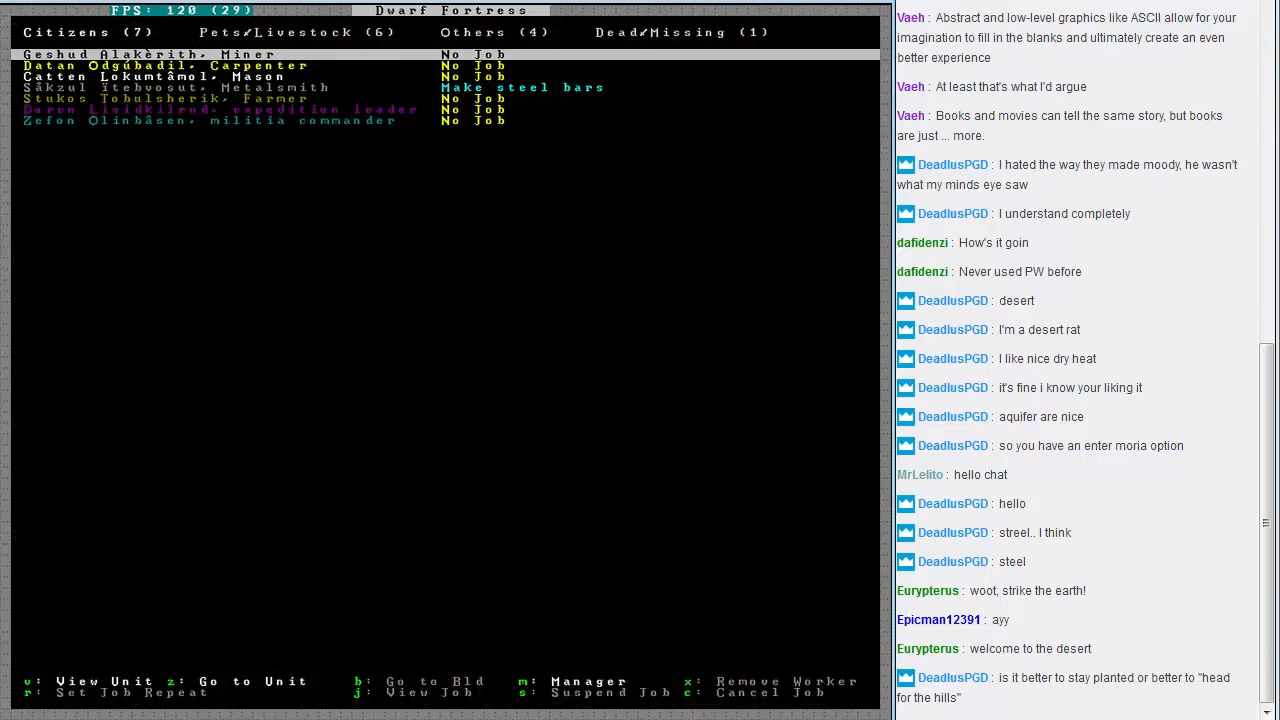 FPS: 120 (29)
Dwarf Fortress
Citizens (7) Pets/Livestock (6) Others (4) Dead/Missing (1)
Geshud Alakèrith, Miner No Job
Datan Odgúbadil, Carpenter No Job
Catten Lokumtâmol, Mason No Job
Såkzul ïtebvosut, Metalsmith Make steel bars
Stukos Tobulsherik, Farmer No Job
expedition leader No Job
Zefon Olinbâsen, militia commander No Job
v: View Unit z: Go to Unit b: Go to Bld m: Manager x: Remove Worker
r: Set Job Repeat j: View Job s: Suspend Job c: Cancel Job
Vaeh : Abstract and low-level graphics like ASCII allow for your
imagination to fill in the blanks and ultimately create an even
better experience
Vaeh : At least that's what I'd argue
Vaeh : Books and movies can tell the same story, but books
are just ... more.
DeadlusPGD : I hated the way they made moody, he wasn't
what my minds eye saw
DeadlusPGD : I understand completely
dafidenzi : How's it goin
dafidenzi : Never used PW before
DeadlusPGD : desert
DeadlusPGD : I'm a desert rat
DeadlusPGD : I like nice dry heat
DeadlusPGD : it's fine i know your liking it
DeadlusPGD : aquifer are nice
DeadlusPGD : so you have an enter moria option
MrLelito : hello chat
DeadlusPGD : hello
DeadlusPGD : streel.. I think
DeadlusPGD : steel
Eurypterus : woot, strike the earth!
Epicman12391 : ayy
Eurypterus : welcome to the desert
DeadlusPGD : is it better to stay planted or better to "head
for the hills"